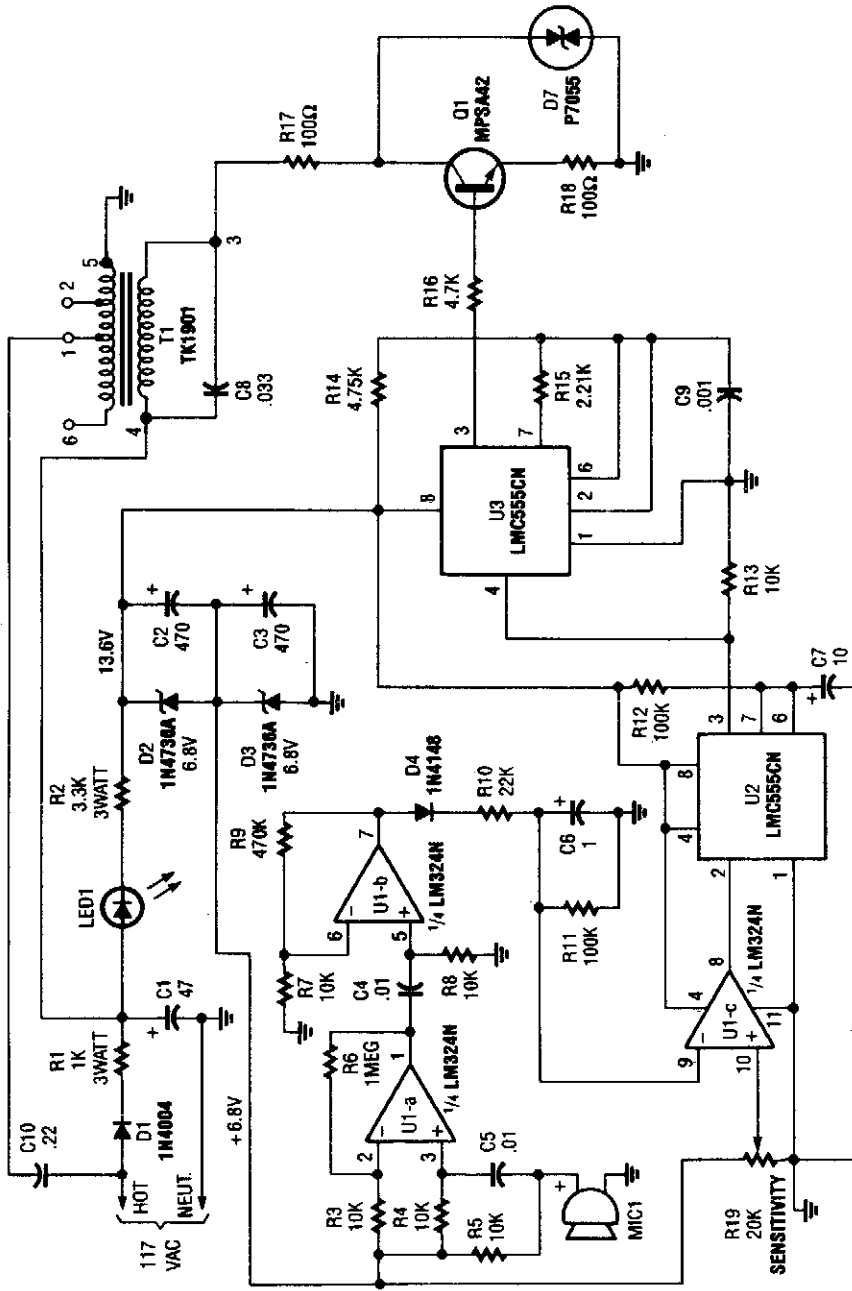 117
VAC
HOT
NEUT.
C10
.22
D1
1N4004
R1
1K
3WATT
C1
47
+
LED1
R2
3.3K
3WATT
13.6V
D2
1N4736A
6.8V
D3
1N4736A
6.8V
C2
470
+
C3
470
+
6
1
2
5
4
3
T1
TK1901
C8
.033
R17
100Ω
Q1
MPSA42
D7
P7055
R18
100Ω
R16
4.7K
R14
4.75K
R15
2.21K
C9
.001
8
3
7
6
2
1
4
U3
LMC555CN
R13
10K
+6.8V
R3
10K
R4
10K
R5
10K
R6
1MEG
2
3
1
−
+
U1-a
1/4 LM324N
C5
.01
+
MIC1
C4
.01
R7
10K
R8
10K
R9
470K
6
5
7
−
+
U1-b
1/4 LM324N
D4
1N4148
R10
22K
C6
1
+
R11
100K
R12
100K
9
10
4
11
8
−
+
U1-c
1/4 LM324N
R19
20K
SENSITIVITY
2
4
8
1
3
7
6
U2
LMC555CN
C7
10
+